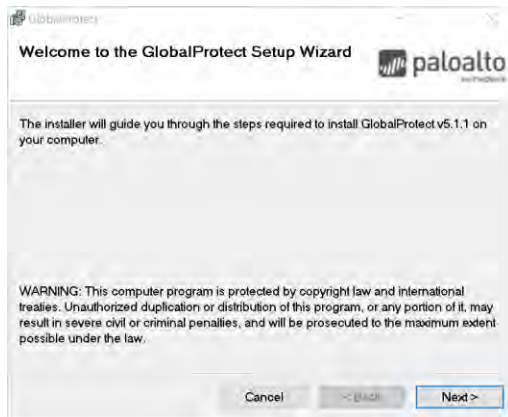 GlobalProtect
Welcome to the GlobalProtect Setup Wizard
paloalto
The installer will guide you through the steps required to install GlobalProtect v5.1.1 on
your computer.
WARNING: This computer program is protected by copyright law and international
treaties. Unauthorized duplication or distribution of this program, or any portion of it, may
result in severe civil or criminal penalties, and will be prosecuted to the maximum extent
possible under the law.
Cancel < Back Next >